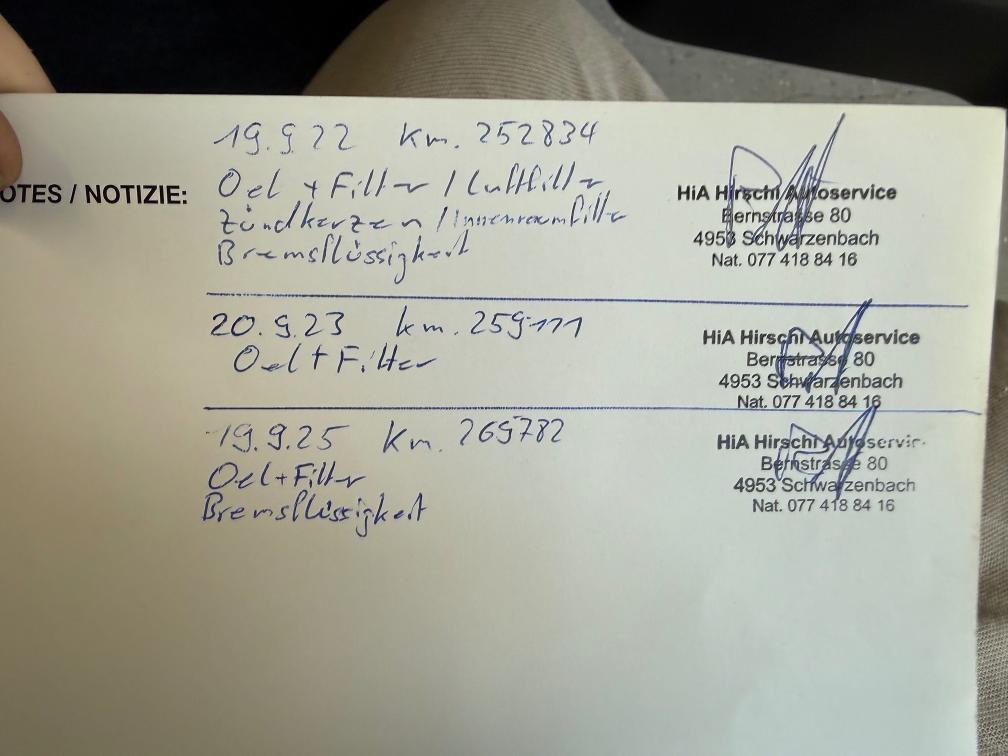 19.9.22 Km. 252834
OTES / NOTIZIE:
Oel + Filter / Luftfilter
Zündkerzen / Innenraumfilter
Bremsflüssigkeit
HiA Hirschi Autoservice
Bernstrasse 80
4953 Schwarzenbach
Nat. 077 418 84 16
20.9.23 km. 259111
Oel + Filter
HiA Hirschi Autoservice
Bernstrasse 80
4953 Schwarzenbach
Nat. 077 418 84 16
19.9.25 Km. 269782
Oel + Filter
Bremsflüssigkeit
HiA Hirschi Autoservic
Bernstrasse 80
4953 Schwarzenbach
Nat. 077 418 84 16